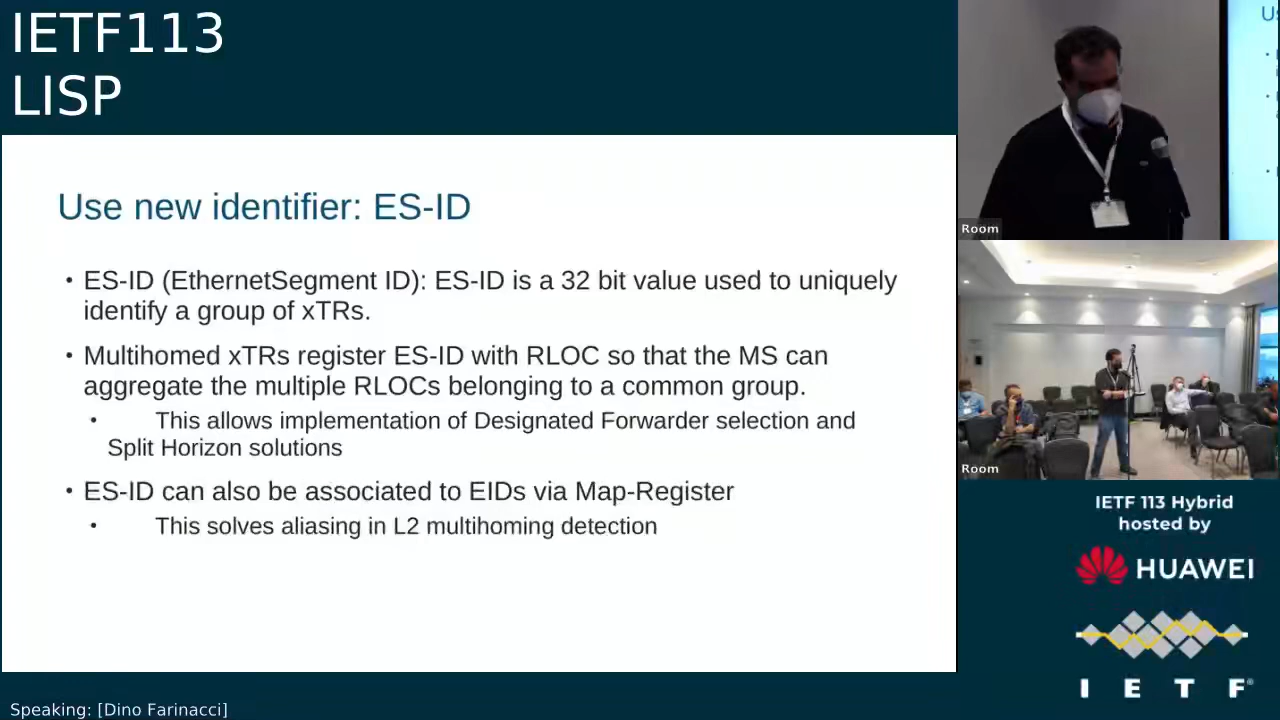 IETF113
LISP
Use new identifier: ES-ID
• ES-ID (EthernetSegment ID): ES-ID is a 32 bit value used to uniquely
identify a group of xTRs.
• Multihomed xTRs register ES-ID with RLOC so that the MS can
aggregate the multiple RLOCs belonging to a common group.
• This allows implementation of Designated Forwarder selection and
Split Horizon solutions
• ES-ID can also be associated to EIDs via Map-Register
• This solves aliasing in L2 multihoming detection
Room
Room
IETF 113 Hybrid
hosted by
HUAWEI
I E T F®
Speaking: [Dino Farinacci]